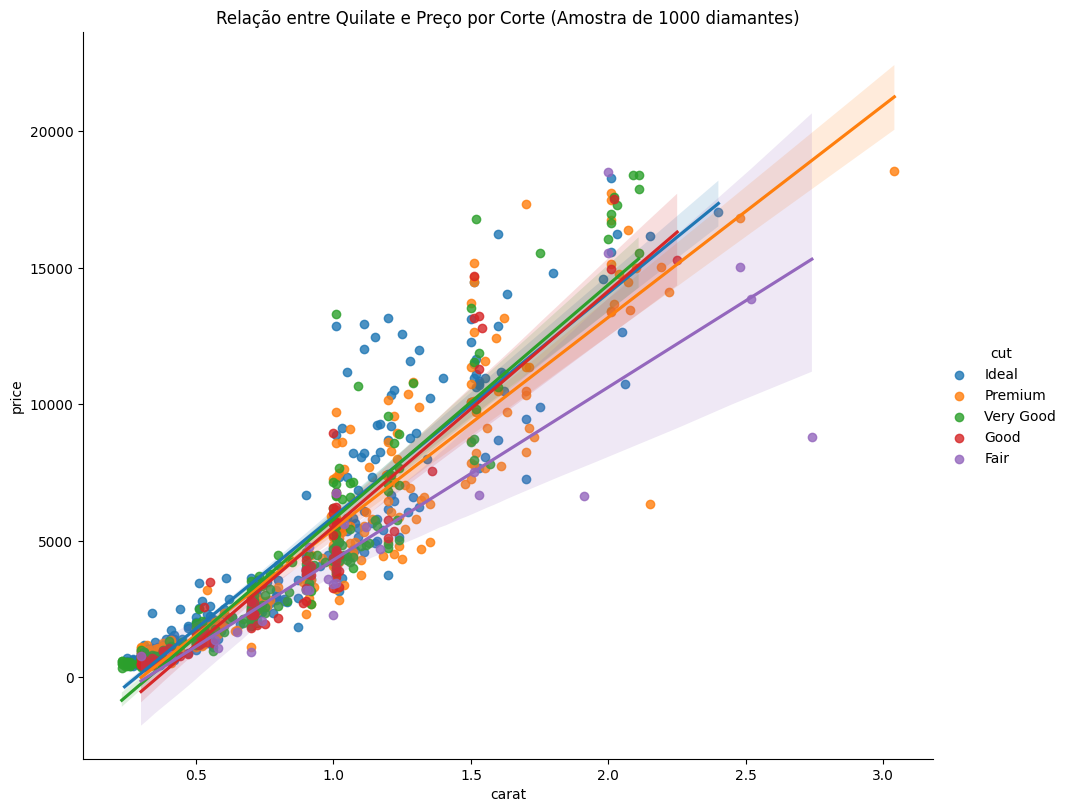 Relação entre Quilate e Preço por Corte (Amostra de 1000 diamantes)
price
20000
15000
10000
5000
0
0.5 1.0 1.5 2.0 2.5 3.0
carat
cut
Ideal
Premium
Very Good
Good
Fair